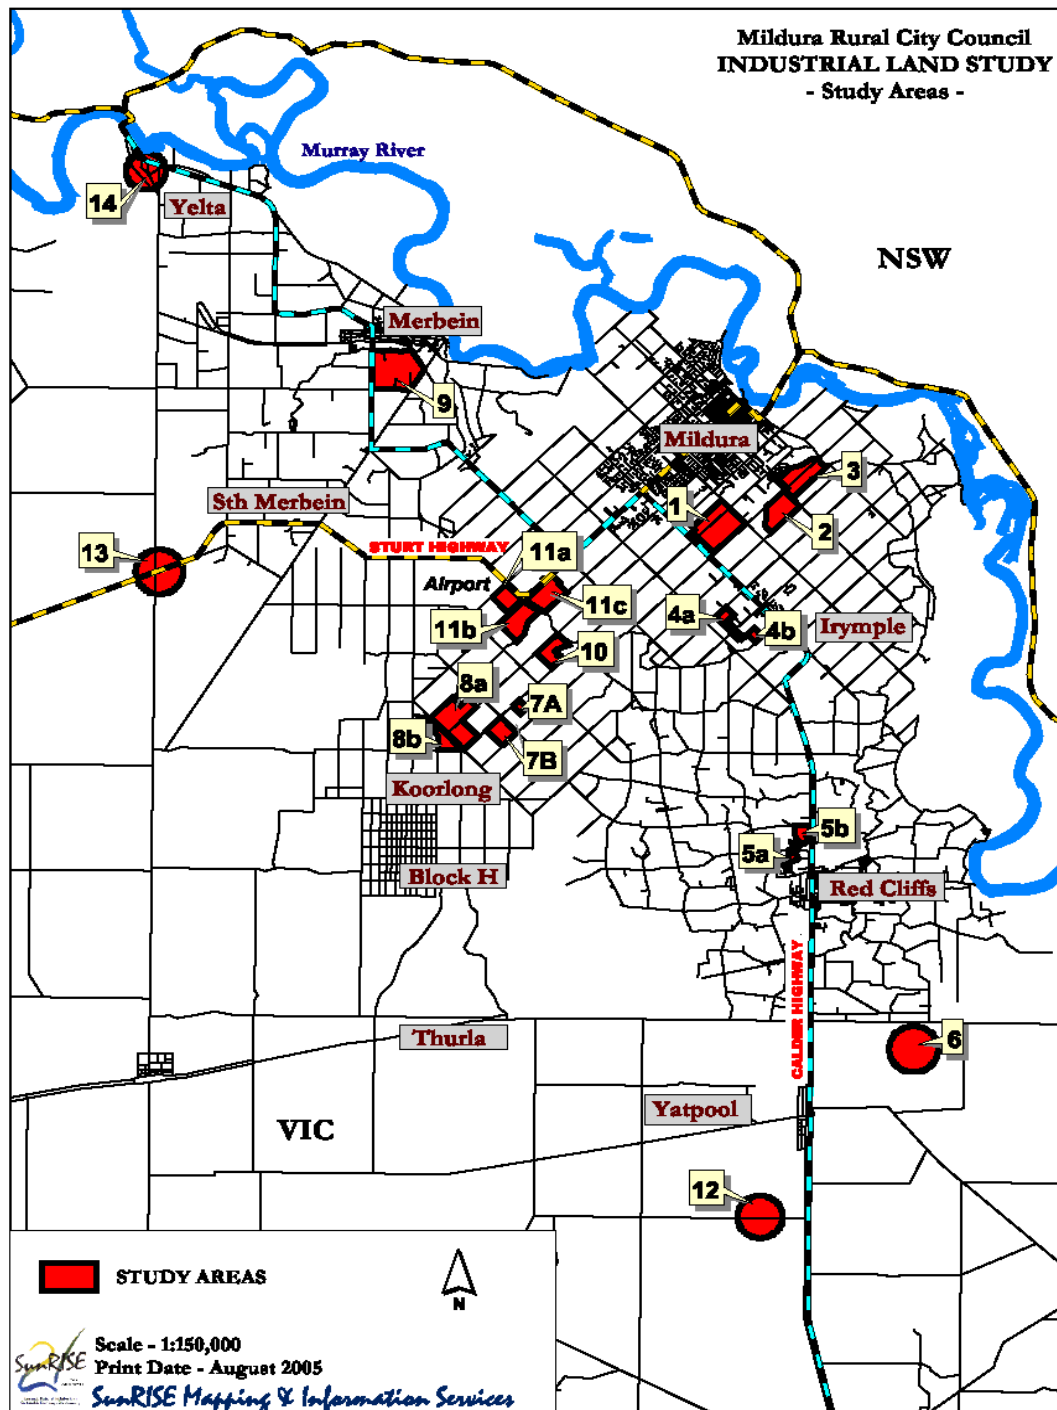 Mildura Rural City Council
INDUSTRIAL LAND STUDY
- Study Areas -
Murray River
14
Yelta
NSW
Merbein
9
Mildura
3
Sth Merbein
1
2
13
STURT HIGHWAY
11a
Airport
11c
4a
11b
4b
Irymple
10
8a
7A
8b
7B
Koorlong
5b
5a
Block H
Red Cliffs
CALDER HIGHWAY
Thurla
6
Yatpool
VIC
12
STUDY AREAS
N
Scale - 1:150,000
Print Date - August 2005
SunRISE
SunRISE Mapping & Information Services